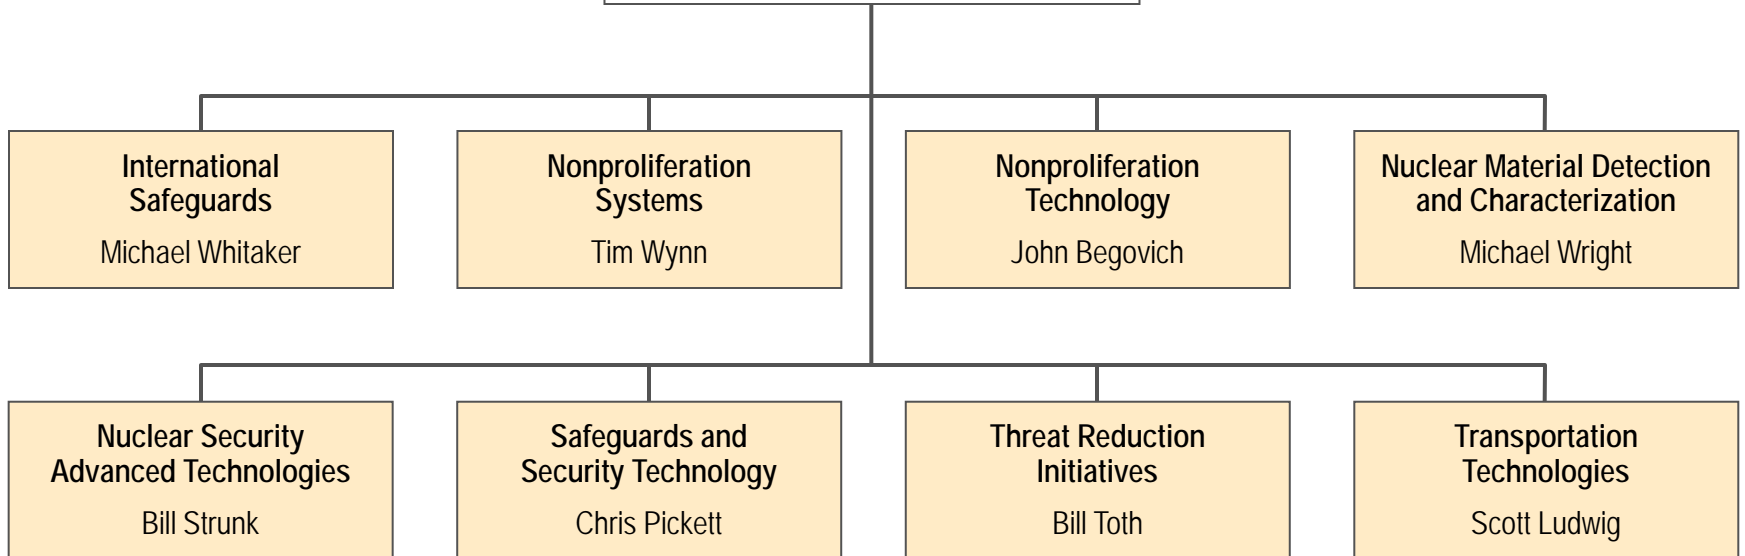 International
Safeguards
Michael Whitaker
Nonproliferation
Systems
Tim Wynn
Nonproliferation
Technology
John Begovich
Nuclear Material Detection
and Characterization
Michael Wright
Nuclear Security
Advanced Technologies
Bill Strunk
Safeguards and
Security Technology
Chris Pickett
Threat Reduction
Initiatives
Bill Toth
Transportation
Technologies
Scott Ludwig